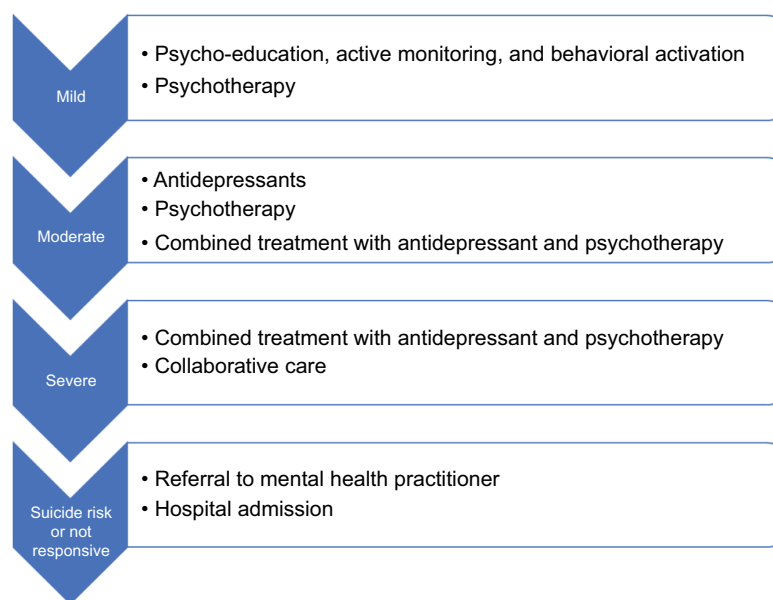 Mild
• Psycho-education, active monitoring, and behavioral activation
• Psychotherapy
Moderate
• Antidepressants
• Psychotherapy
• Combined treatment with antidepressant and psychotherapy
Severe
• Combined treatment with antidepressant and psychotherapy
• Collaborative care
Suicide risk
or not
responsive
• Referral to mental health practitioner
• Hospital admission